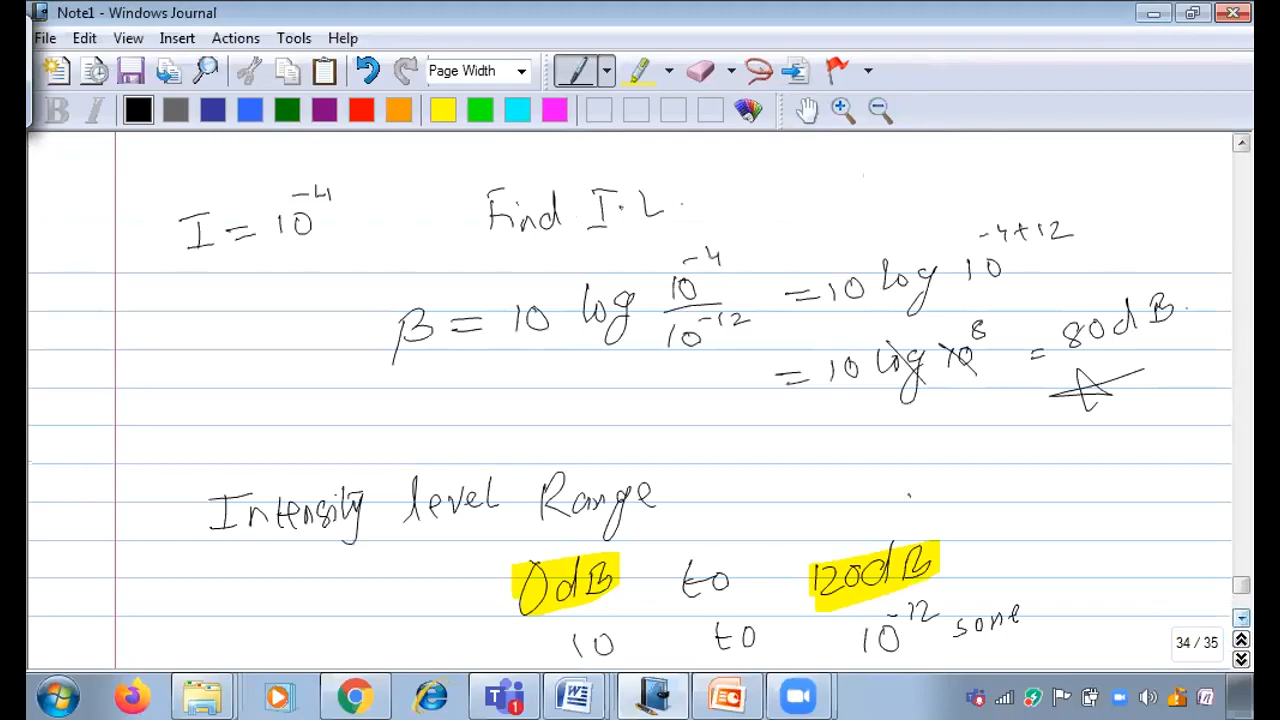 Note1 - Windows Journal
File Edit View Insert Actions Tools Help
Page Width
B I
I = 10⁻⁴ Find I.L.
β = 10 log 10⁻⁴/10⁻¹² = 10 log 10⁻⁴⁺¹²
= 10 log 10⁸ = 80dB.
Intensity level Range
0dB to 120dB
10 to 10⁻¹² sone
34 / 35